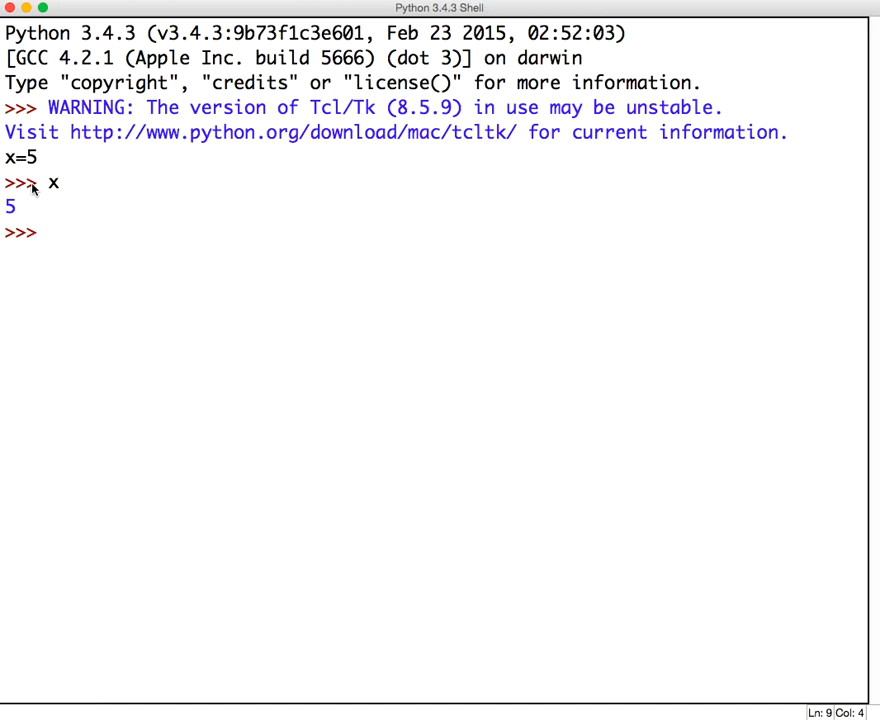 Python 3.4.3 Shell
Python 3.4.3 (v3.4.3:9b73f1c3e601, Feb 23 2015, 02:52:03)
[GCC 4.2.1 (Apple Inc. build 5666) (dot 3)] on darwin
Type "copyright", "credits" or "license()" for more information.
>>> WARNING: The version of Tcl/Tk (8.5.9) in use may be unstable.
Visit http://www.python.org/download/mac/tcltk/ for current information.
x=5
>>> x
5
>>>
Ln: 9 Col: 4